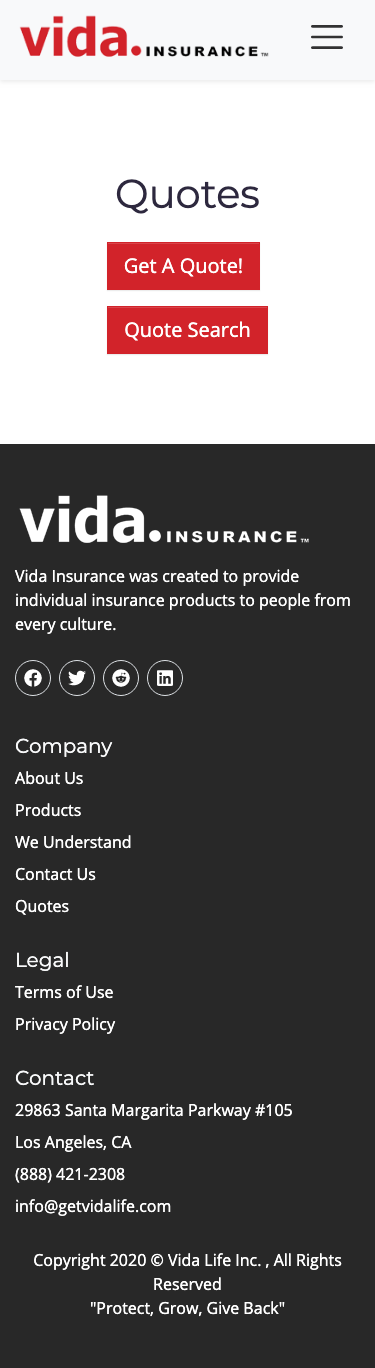 vida.INSURANCE™
Quotes
Get A Quote!
Quote Search
vida.INSURANCE™
Vida Insurance was created to provide
individual insurance products to people from
every culture.
Company
About Us
Products
We Understand
Contact Us
Quotes
Legal
Terms of Use
Privacy Policy
Contact
29863 Santa Margarita Parkway #105
Los Angeles, CA
(888) 421-2308
info@getvidalife.com
Copyright 2020 © Vida Life Inc. , All Rights
Reserved
"Protect, Grow, Give Back"